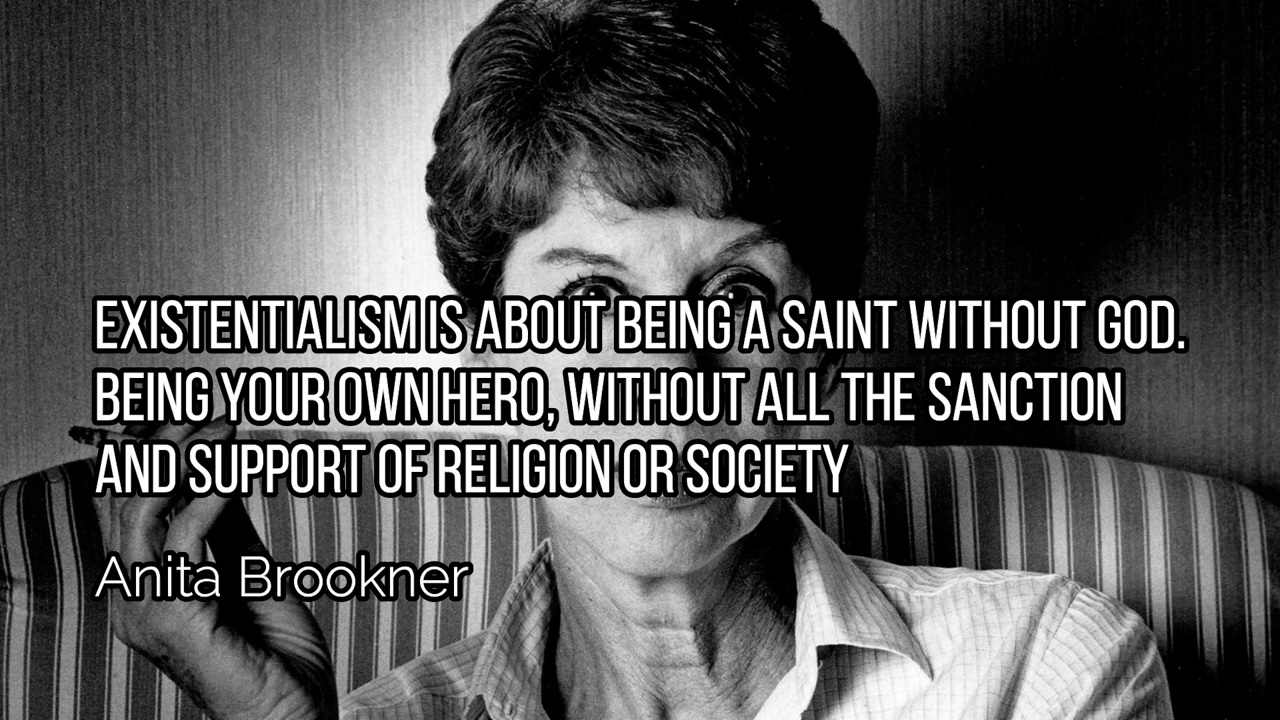 EXISTENTIALISM IS ABOUT BEING A SAINT WITHOUT GOD.
BEING YOUR OWN HERO, WITHOUT ALL THE SANCTION
AND SUPPORT OF RELIGION OR SOCIETY
Anita Brookner